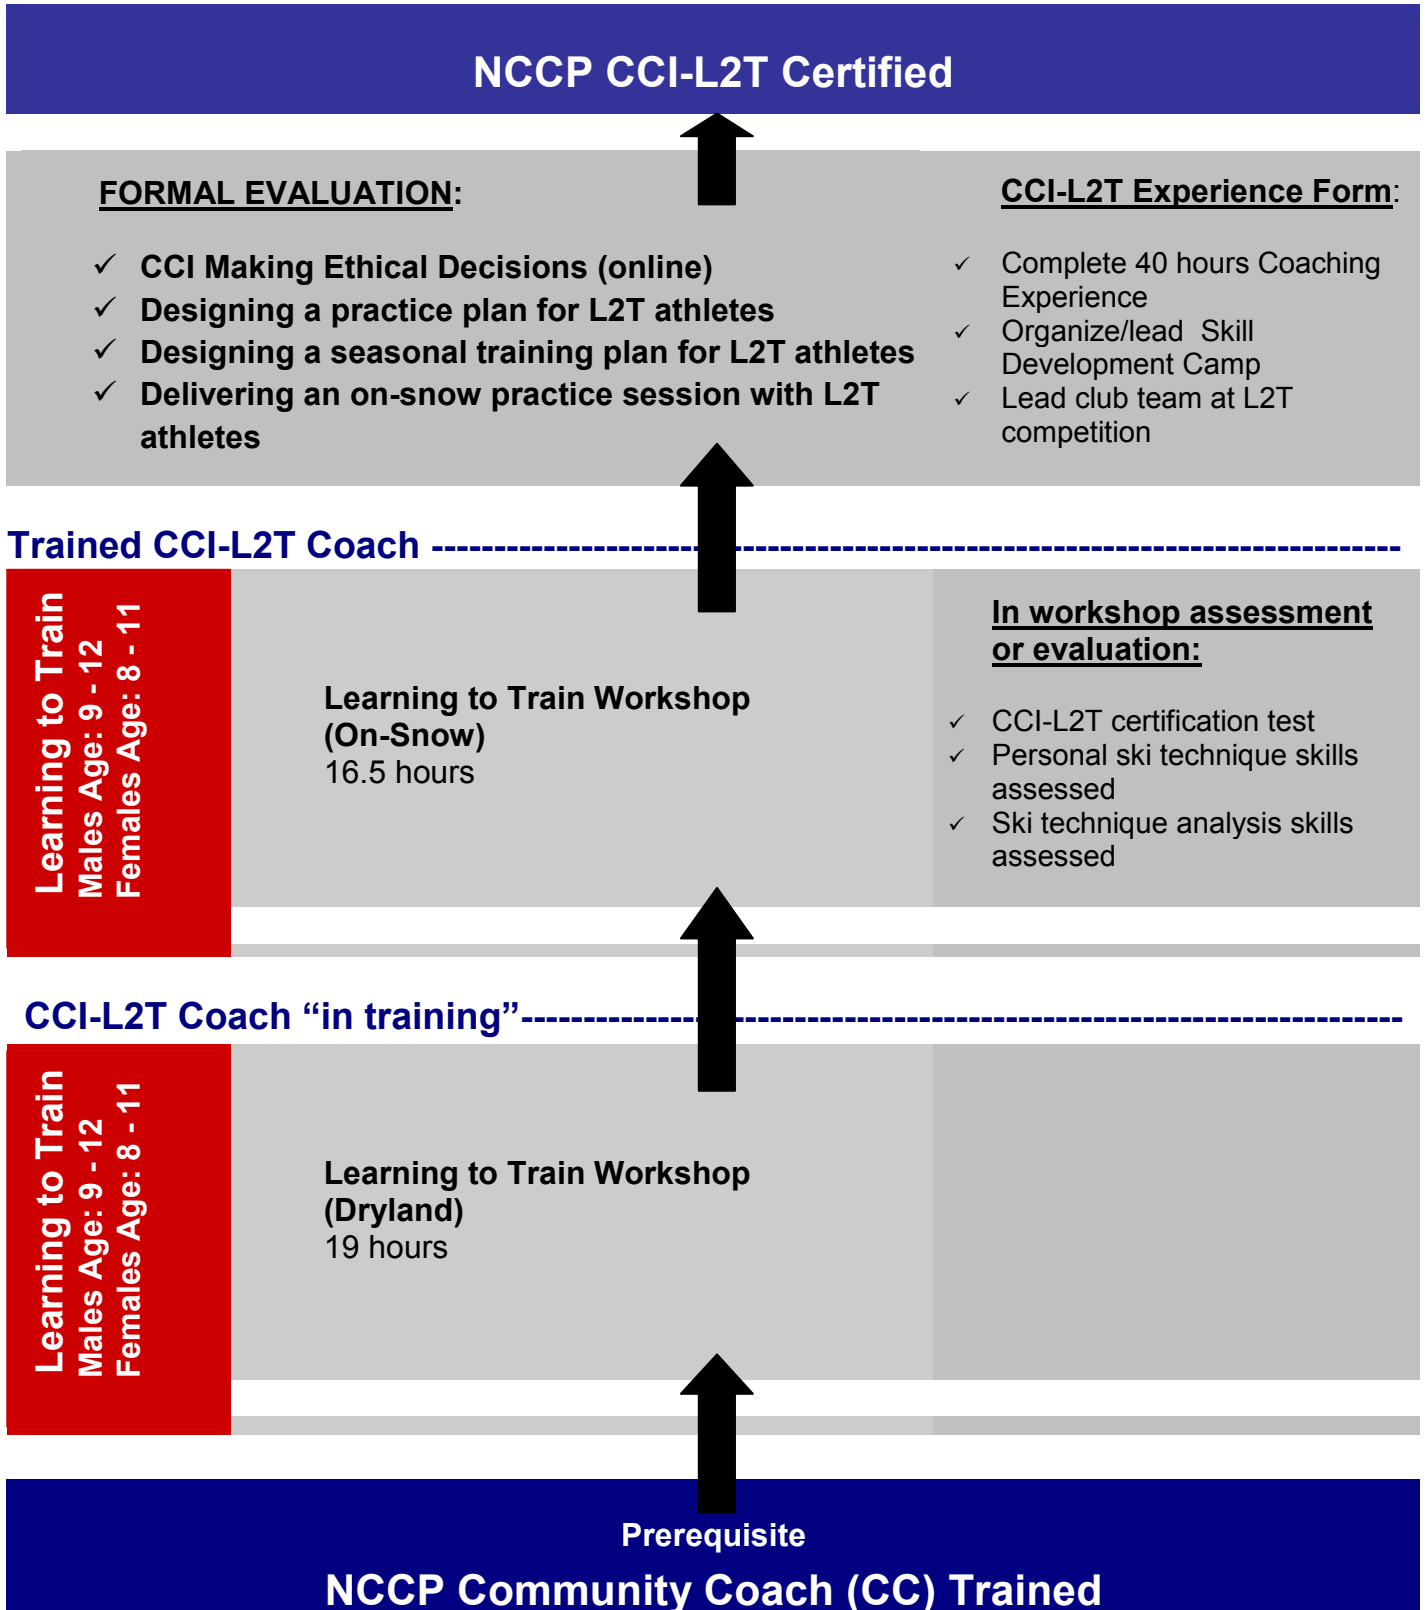 NCCP CCI-L2T Certified
FORMAL EVALUATION:
✓ CCI Making Ethical Decisions (online)
✓ Designing a practice plan for L2T athletes
✓ Designing a seasonal training plan for L2T athletes
✓ Delivering an on-snow practice session with L2T
athletes
CCI-L2T Experience Form:
✓ Complete 40 hours Coaching
Experience
✓ Organize/lead Skill
Development Camp
✓ Lead club team at L2T
competition
Trained CCI-L2T Coach ------------------------------------------------------------------------------
Learning to Train
Males Age: 9 - 12
Females Age: 8 - 11
Learning to Train Workshop
(On-Snow)
16.5 hours
In workshop assessment
or evaluation:
✓ CCI-L2T certification test
✓ Personal ski technique skills
assessed
✓ Ski technique analysis skills
assessed
CCI-L2T Coach “in training”-----------------------------------------------------------------------
Learning to Train
Males Age: 9 - 12
Females Age: 8 - 11
Learning to Train Workshop
(Dryland)
19 hours
Prerequisite
NCCP Community Coach (CC) Trained